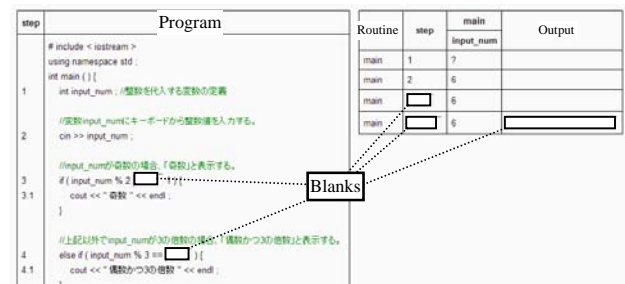 step Program
# include < iostream >
using namespace std ;
int main ( ) {
1 int input_num ; //整数を代入する変数の定義
//変数input_numにキーボードから整数値を入力する。
2 cin >> input_num ;
//input_numが奇数の場合、「奇数」と表示する。
3 if ( input_num % 2 1 ) {
3.1 cout << " 奇数 " << endl ;
}
//上記以外でinput_numが3の倍数の場合、「偶数かつ3の倍数」と表示する。
4 else if ( input_num % 3 == ) {
4.1 cout << " 偶数かつ3の倍数 " << endl ;
Routine step main Output
input_num
main 1 ?
main 2 6
main 6
main 6
Blanks